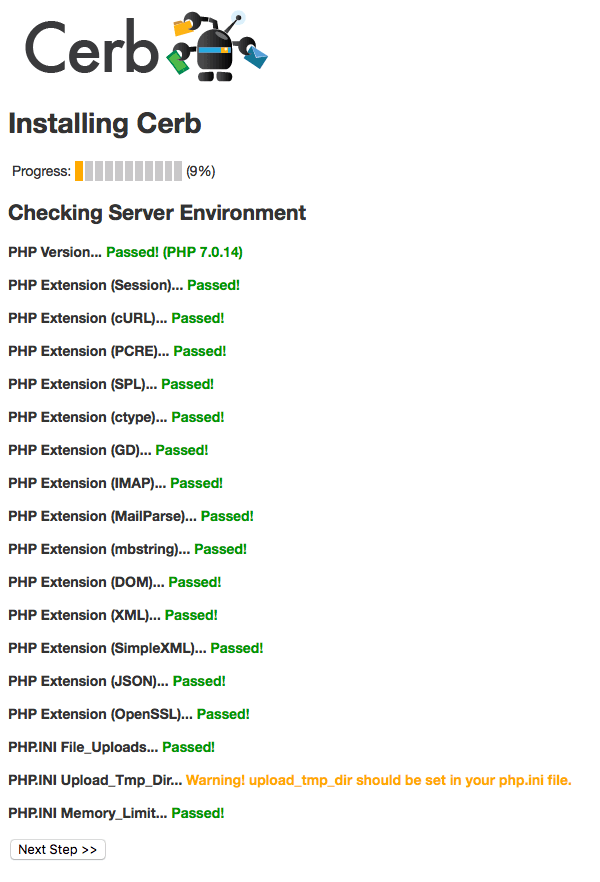 Cerb
Installing Cerb
Progress: (9%)
Checking Server Environment
PHP Version... Passed! (PHP 7.0.14)
PHP Extension (Session)... Passed!
PHP Extension (cURL)... Passed!
PHP Extension (PCRE)... Passed!
PHP Extension (SPL)... Passed!
PHP Extension (ctype)... Passed!
PHP Extension (GD)... Passed!
PHP Extension (IMAP)... Passed!
PHP Extension (MailParse)... Passed!
PHP Extension (mbstring)... Passed!
PHP Extension (DOM)... Passed!
PHP Extension (XML)... Passed!
PHP Extension (SimpleXML)... Passed!
PHP Extension (JSON)... Passed!
PHP Extension (OpenSSL)... Passed!
PHP.INI File_Uploads... Passed!
PHP.INI Upload_Tmp_Dir... Warning! upload_tmp_dir should be set in your php.ini file.
PHP.INI Memory_Limit... Passed!
Next Step >>